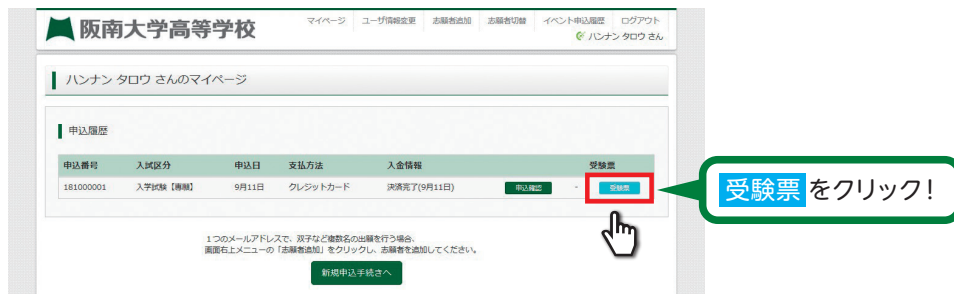 阪南大学高等学校
マイページ ユーザ情報変更 志願者追加 志願者切替 イベント申込履歴 ログアウト
ハンナン タロウ さん
ハンナン タロウ さんのマイページ
申込履歴
申込番号 入試区分 申込日 支払方法 入金情報 受験票
181000001 入学試験【専願】 9月11日 クレジットカード 決済完了(9月11日) 申込確認 - 受験票
受験票をクリック!
1つのメールアドレスで、双子など複数名の出願を行う場合、
画面右上メニューの「志願者追加」をクリックし、志願者を追加してください。
新規申込手続きへ